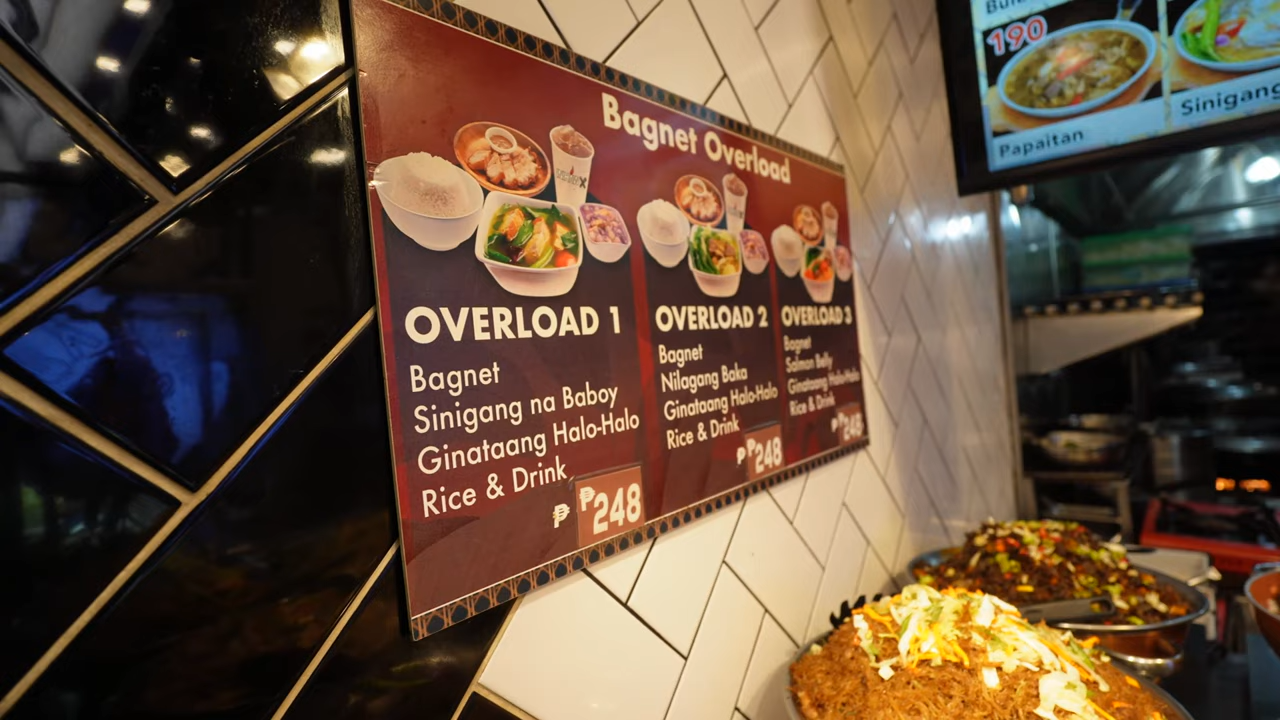 Bagnet Overload
OVERLOAD 1
Bagnet
Sinigang na Baboy
Ginataang Halo-Halo
Rice & Drink
₱ ₱248
OVERLOAD 2
Bagnet
Nilagang Baka
Ginataang Halo-Halo
Rice & Drink
₱ ₱248
OVERLOAD 3
Bagnet
Salmon Belly
Ginataang Halo-Halo
Rice & Drink
₱ ₱248
190
Papaitan
Sinigang